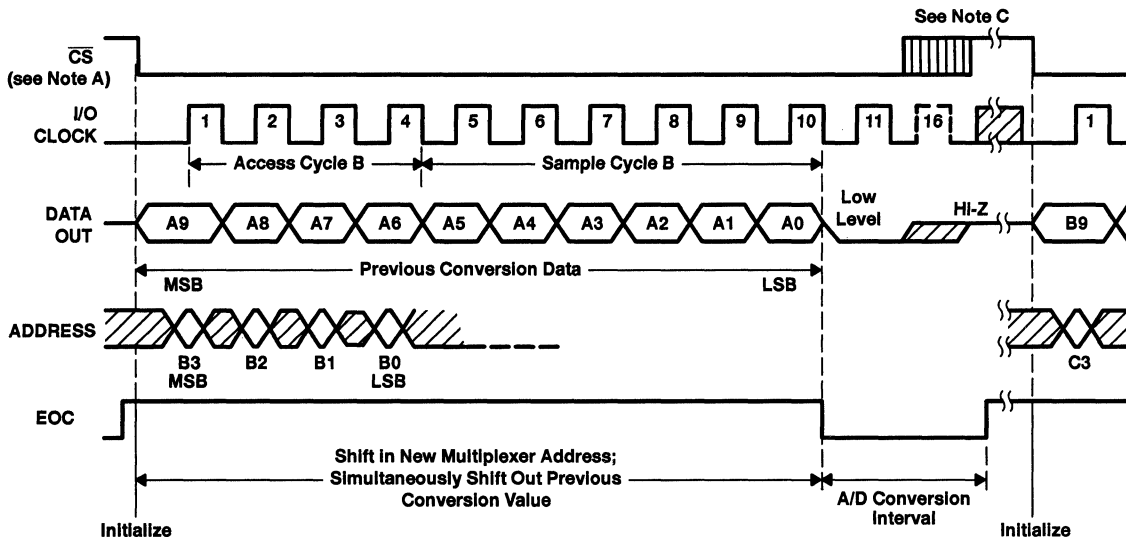 See Note C
CS
(see Note A)
I/O
CLOCK
1 2 3 4 5 6 7 8 9 10 11 16 1
Access Cycle B Sample Cycle B
DATA
OUT
A9 A8 A7 A6 A5 A4 A3 A2 A1 A0 Low
Level
Hi-Z
B9
Previous Conversion Data
MSB LSB
ADDRESS
B3 B2 B1 B0 C3
MSB LSB
EOC
Shift in New Multiplexer Address;
Simultaneously Shift Out Previous
Conversion Value
A/D Conversion
Interval
Initialize Initialize